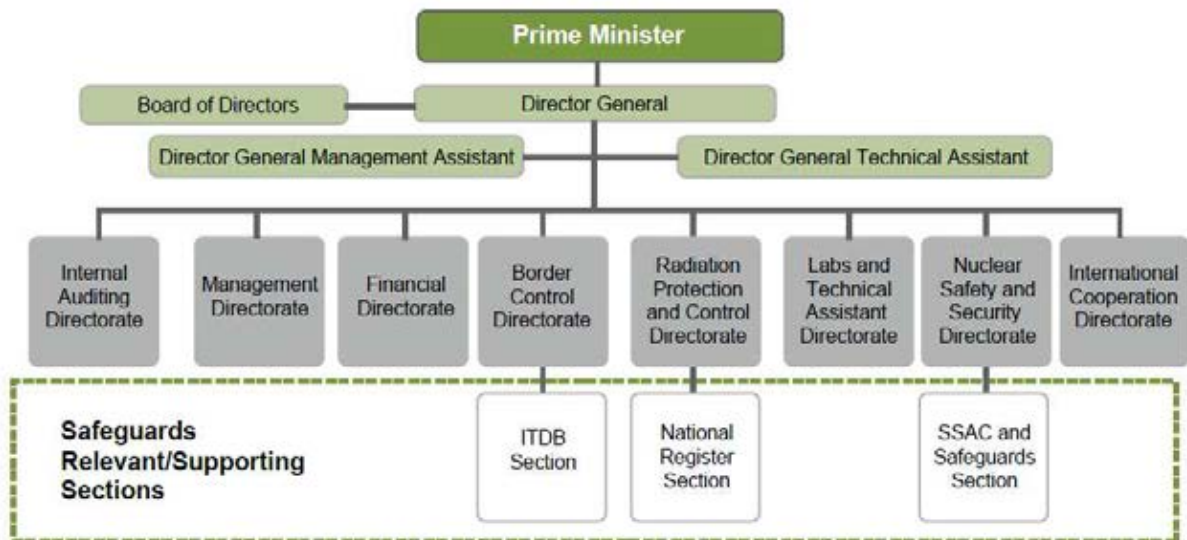 Prime Minister
Board of Directors
Director General
Director General Management Assistant
Director General Technical Assistant
Internal
Auditing
Directorate
Management
Directorate
Financial
Directorate
Border
Control
Directorate
Radiation
Protection
and Control
Directorate
Labs and
Technical
Assistant
Directorate
Nuclear
Safety and
Security
Directorate
International
Cooperation
Directorate
Safeguards
Relevant/Supporting
Sections
ITDB
Section
National
Register
Section
SSAC and
Safeguards
Section